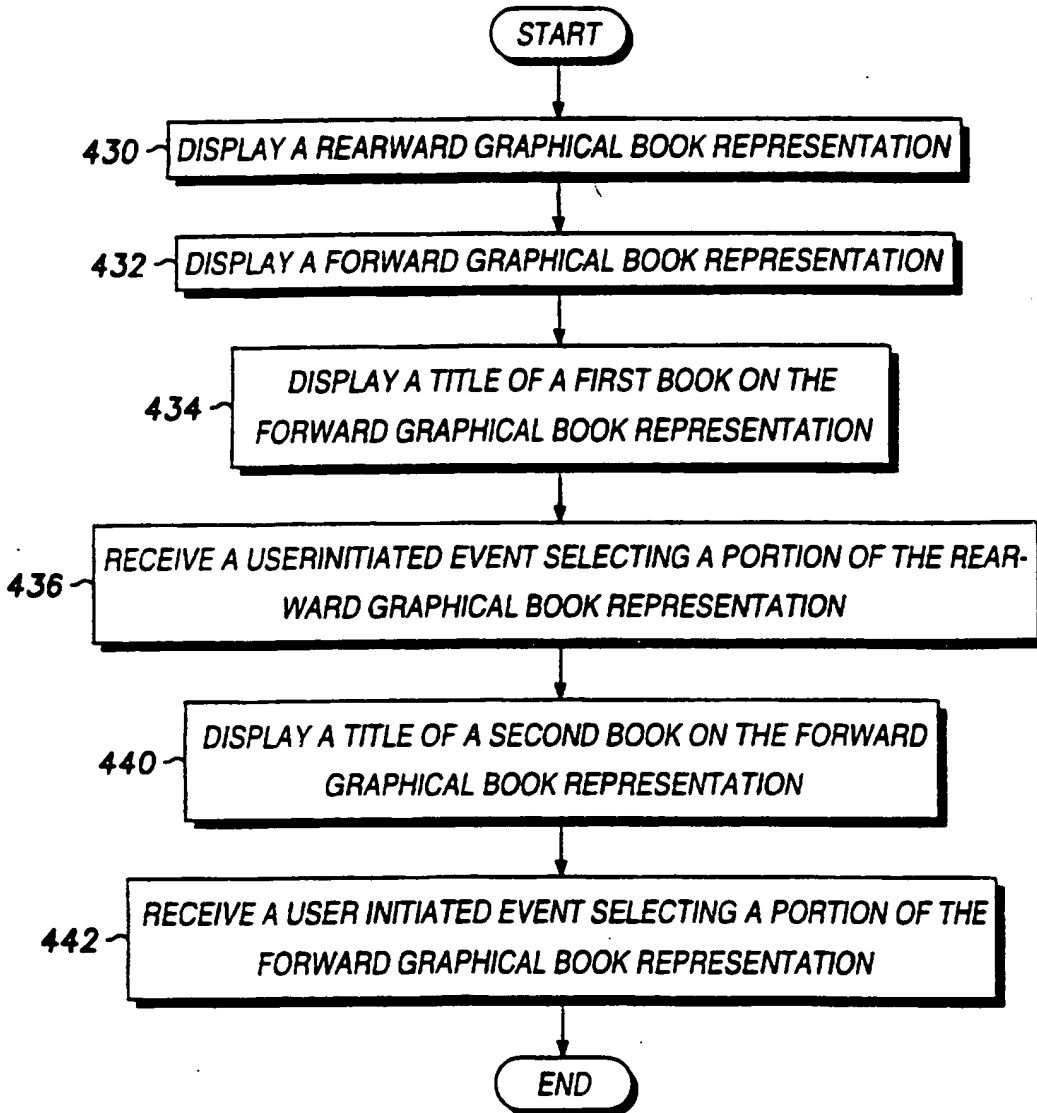 START
430 DISPLAY A REARWARD GRAPHICAL BOOK REPRESENTATION
432 DISPLAY A FORWARD GRAPHICAL BOOK REPRESENTATION
DISPLAY A TITLE OF A FIRST BOOK ON THE
434 FORWARD GRAPHICAL BOOK REPRESENTATION
RECEIVE A USERINITIATED EVENT SELECTING A PORTION OF THE REAR-
436 WARD GRAPHICAL BOOK REPRESENTATION
DISPLAY A TITLE OF A SECOND BOOK ON THE FORWARD
440 GRAPHICAL BOOK REPRESENTATION
RECEIVE A USER INITIATED EVENT SELECTING A PORTION OF THE
442 FORWARD GRAPHICAL BOOK REPRESENTATION
END